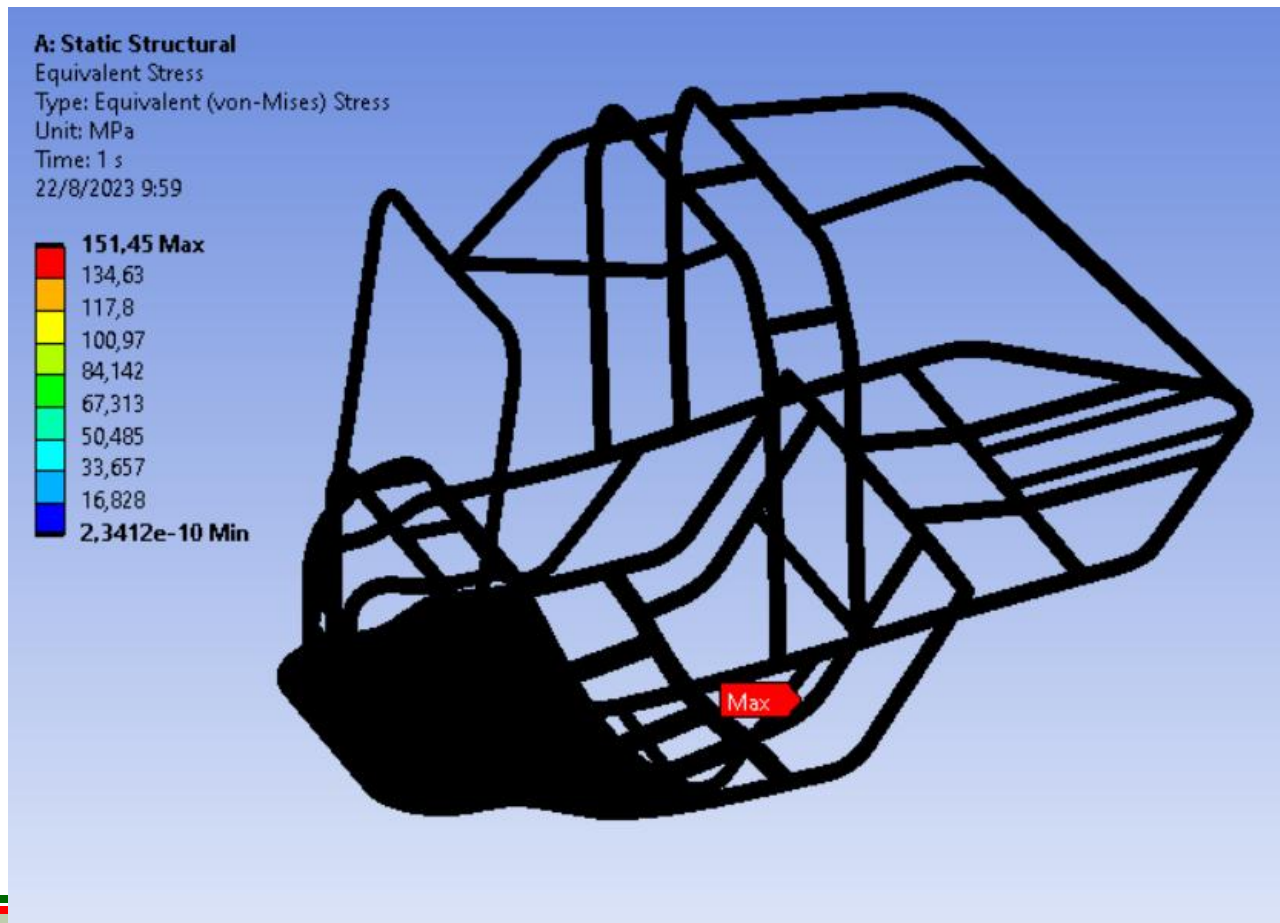 A: Static Structural
Equivalent Stress
Type: Equivalent (von-Mises) Stress
Unit: MPa
Time: 1 s
22/8/2023 9:59
151,45 Max
134,63
117,8
100,97
84,142
67,313
50,485
33,657
16,828
2,3412e-10 Min
Max